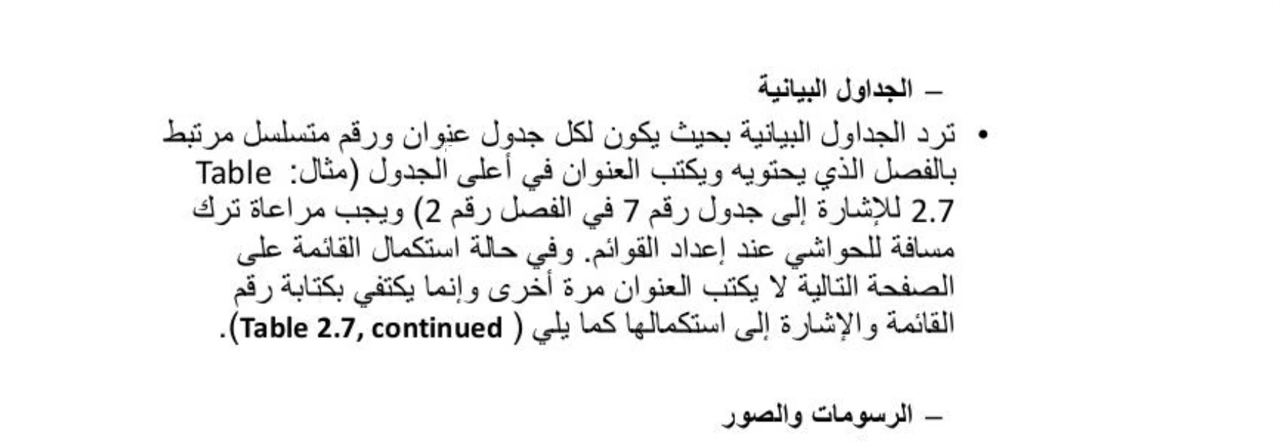 – الجداول البيانية
• ترد الجداول البيانية بحيث يكون لكل جدول عنوان ورقم متسلسل مرتبط
بالفصل الذي يحتويه ويكتب العنوان في أعلى الجدول (مثال: Table
2.7 للإشارة إلى جدول رقم 7 في الفصل رقم 2) ويجب مراعاة ترك
مسافة للحواشي عند إعداد القوائم. وفي حالة استكمال القائمة على
الصفحة التالية لا يكتب العنوان مرة أخرى وإنما يكتفي بكتابة رقم
القائمة والإشارة إلى استكمالها كما يلي ( Table 2.7, continued).
– الرسومات والصور